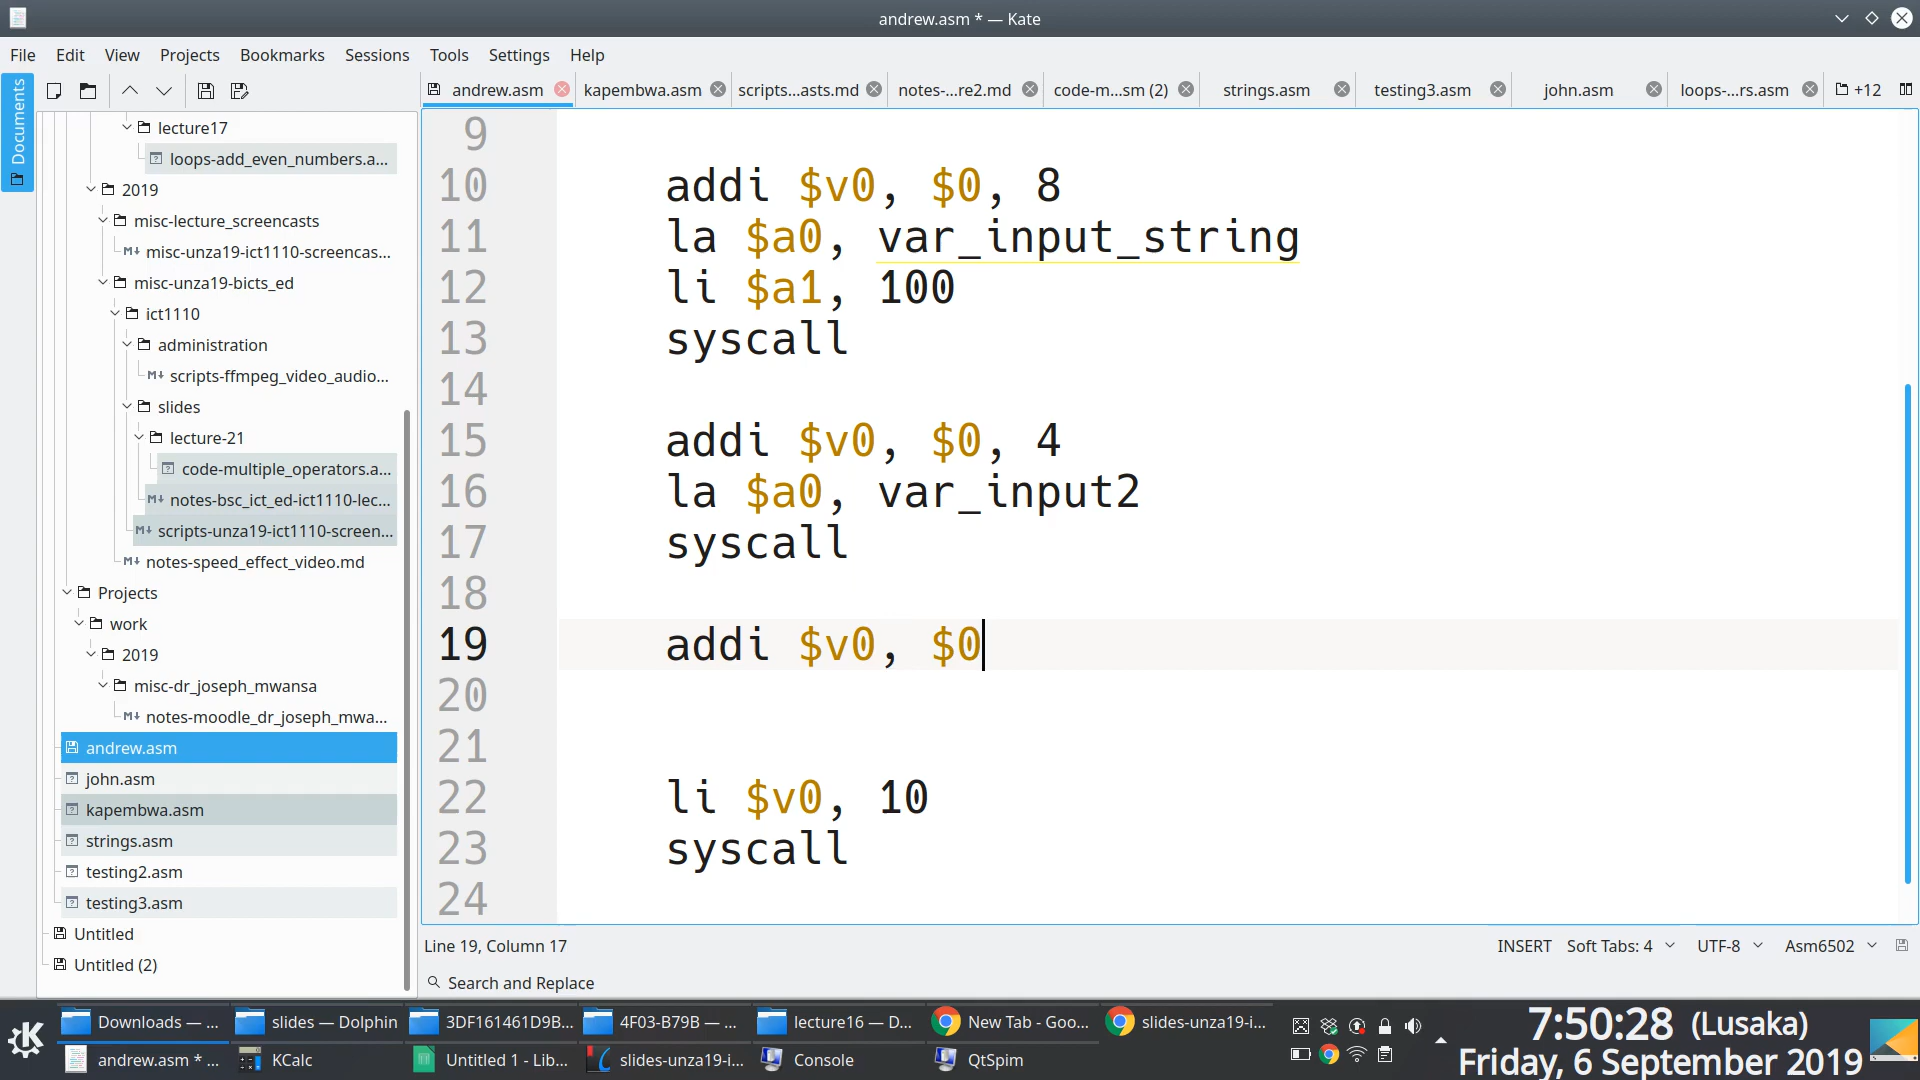 andrew.asm * — Kate
File Edit View Projects Bookmarks Sessions Tools Settings Help
Documents
andrew.asm kapembwa.asm scripts...asts.md notes-...re2.md code-m...sm (2) strings.asm testing3.asm john.asm loops-...rs.asm +12
lecture17
loops-add_even_numbers.a...
2019
misc-lecture_screencasts
misc-unza19-ict1110-screencas...
misc-unza19-bicts_ed
ict1110
administration
scripts-ffmpeg_video_audio...
slides
lecture-21
code-multiple_operators.a...
notes-bsc_ict_ed-ict1110-lec...
scripts-unza19-ict1110-screen...
notes-speed_effect_video.md
Projects
work
2019
misc-dr_joseph_mwansa
notes-moodle_dr_joseph_mwa...
andrew.asm
john.asm
kapembwa.asm
strings.asm
testing2.asm
testing3.asm
Untitled
Untitled (2)
9
10 addi $v0, $0, 8
11 la $a0, var_input_string
12 li $a1, 100
13 syscall
14
15 addi $v0, $0, 4
16 la $a0, var_input2
17 syscall
18
19 addi $v0, $0
20
21
22 li $v0, 10
23 syscall
24
Line 19, Column 17 INSERT Soft Tabs: 4 UTF-8 Asm6502
Search and Replace
Downloads — ... slides — Dolphin 3DF161461D9B... 4F03-B79B — ... lecture16 — D... New Tab - Goo... slides-unza19-i...
andrew.asm * ... KCalc Untitled 1 - Lib... slides-unza19-i... Console QtSpim
7:50:28 (Lusaka)
Friday, 6 September 2019